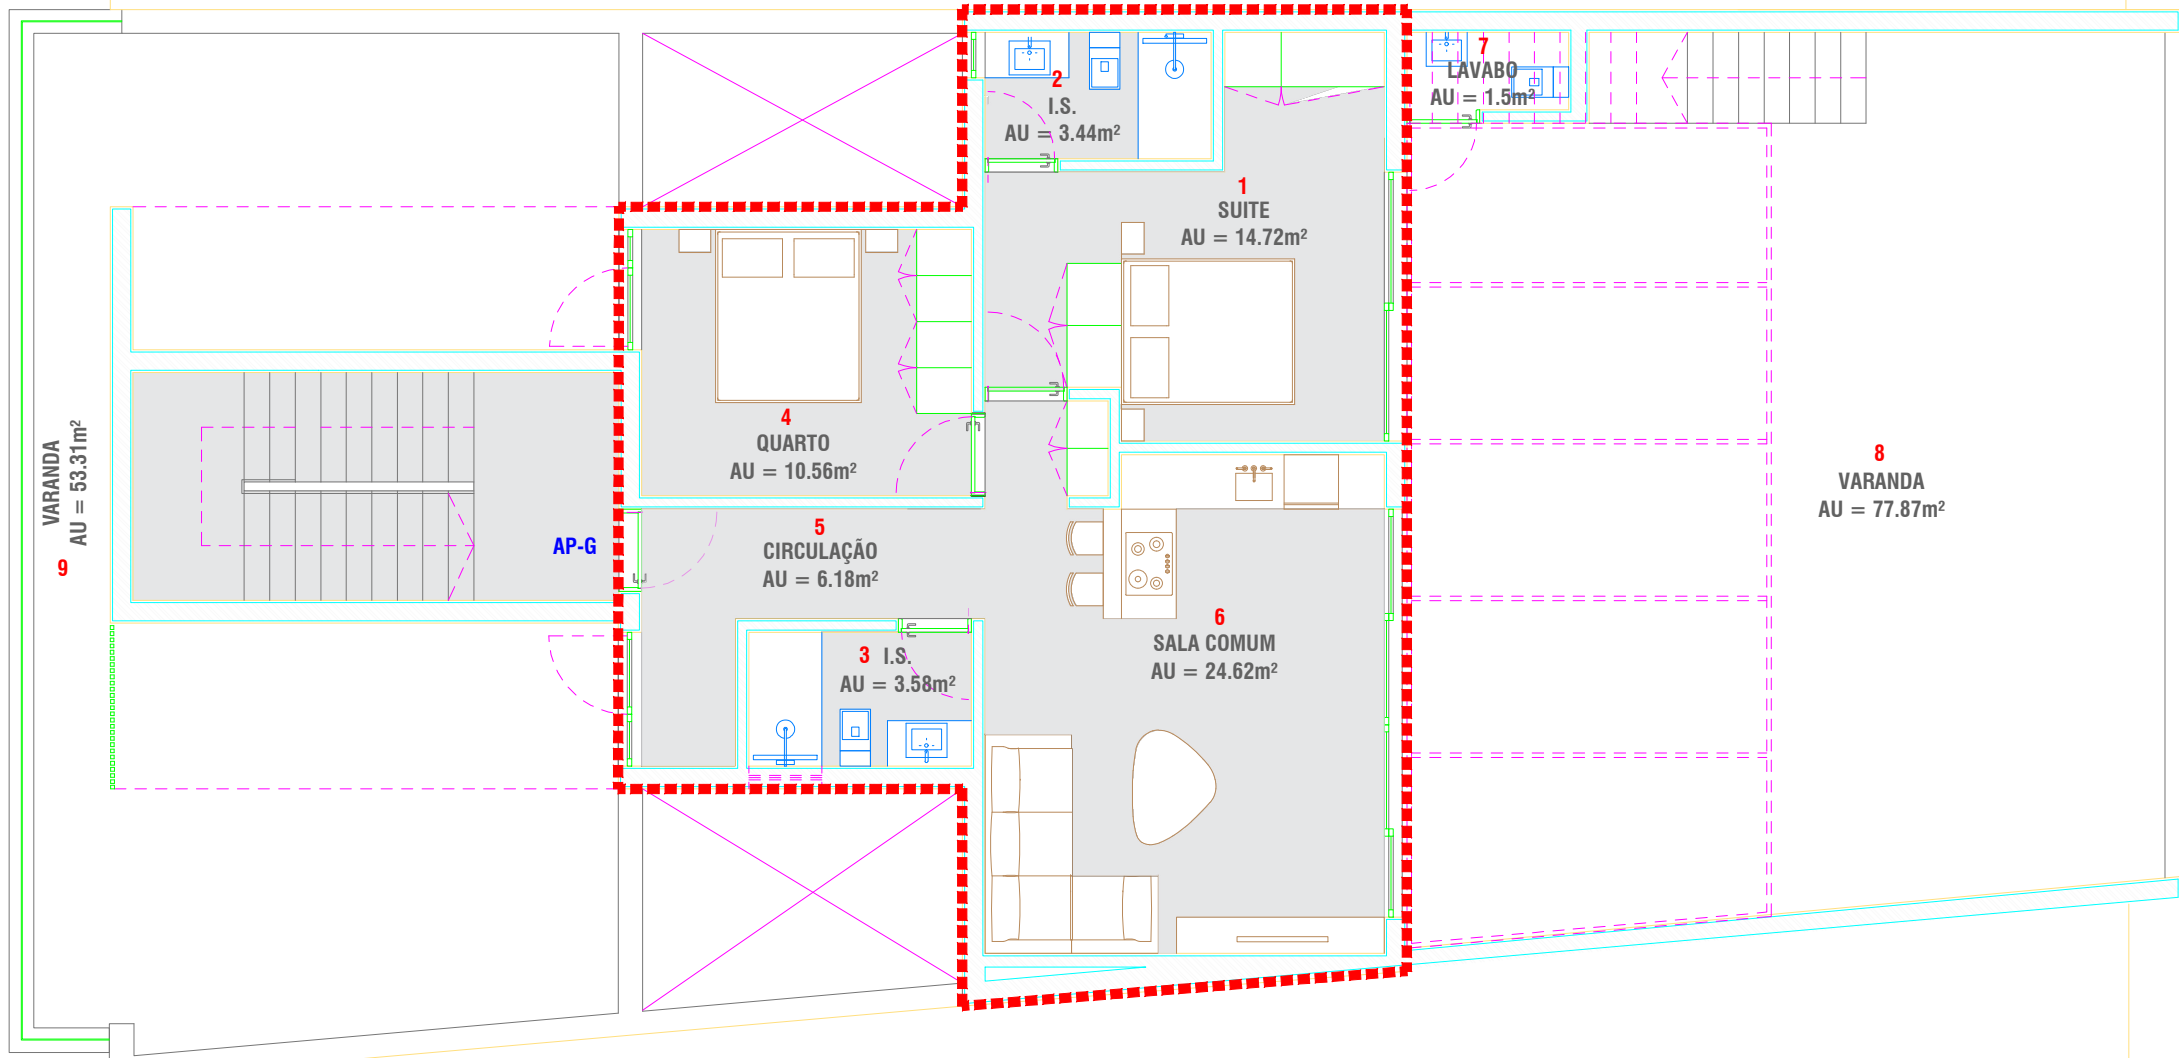 2
I.S.
AU = 3.44m²
7
LAVABO
AU = 1.5m²
1
SUITE
AU = 14.72m²
4
QUARTO
AU = 10.56m²
VARANDA
AU = 53.31m²
9
AP-G
5
CIRCULAÇÃO
AU = 6.18m²
8
VARANDA
AU = 77.87m²
6
SALA COMUM
AU = 24.62m²
3 I.S.
AU = 3.58m²